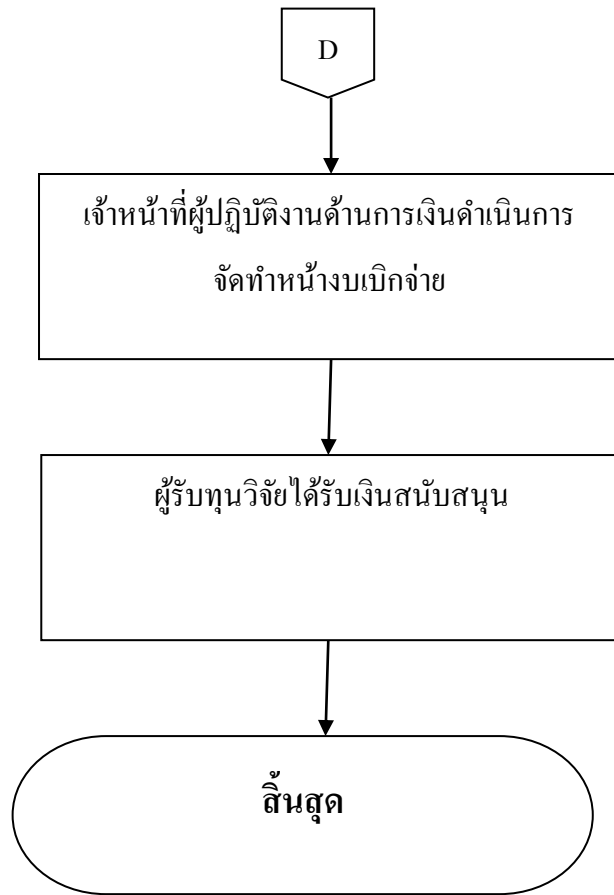 D
เจ้าหน้าที่ผู้ปฏิบัติงานด้านการเงินดำเนินการ
จัดทำหน้างบเบิกจ่าย
ผู้รับทุนวิจัยได้รับเงินสนับสนุน
สิ้นสุด